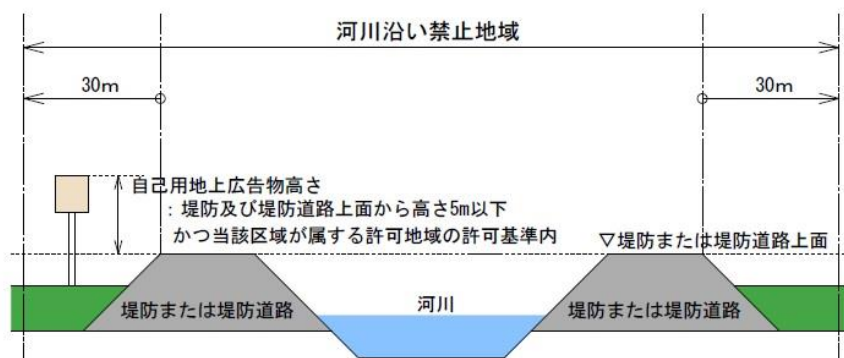 河川沿い禁止地域
30m
30m
自己用地上広告物高さ
：堤防及び堤防道路上面から高さ5m以下
かつ当該区域が属する許可地域の許可基準内
▽堤防または堤防道路上面
堤防または堤防道路
河川
堤防または堤防道路